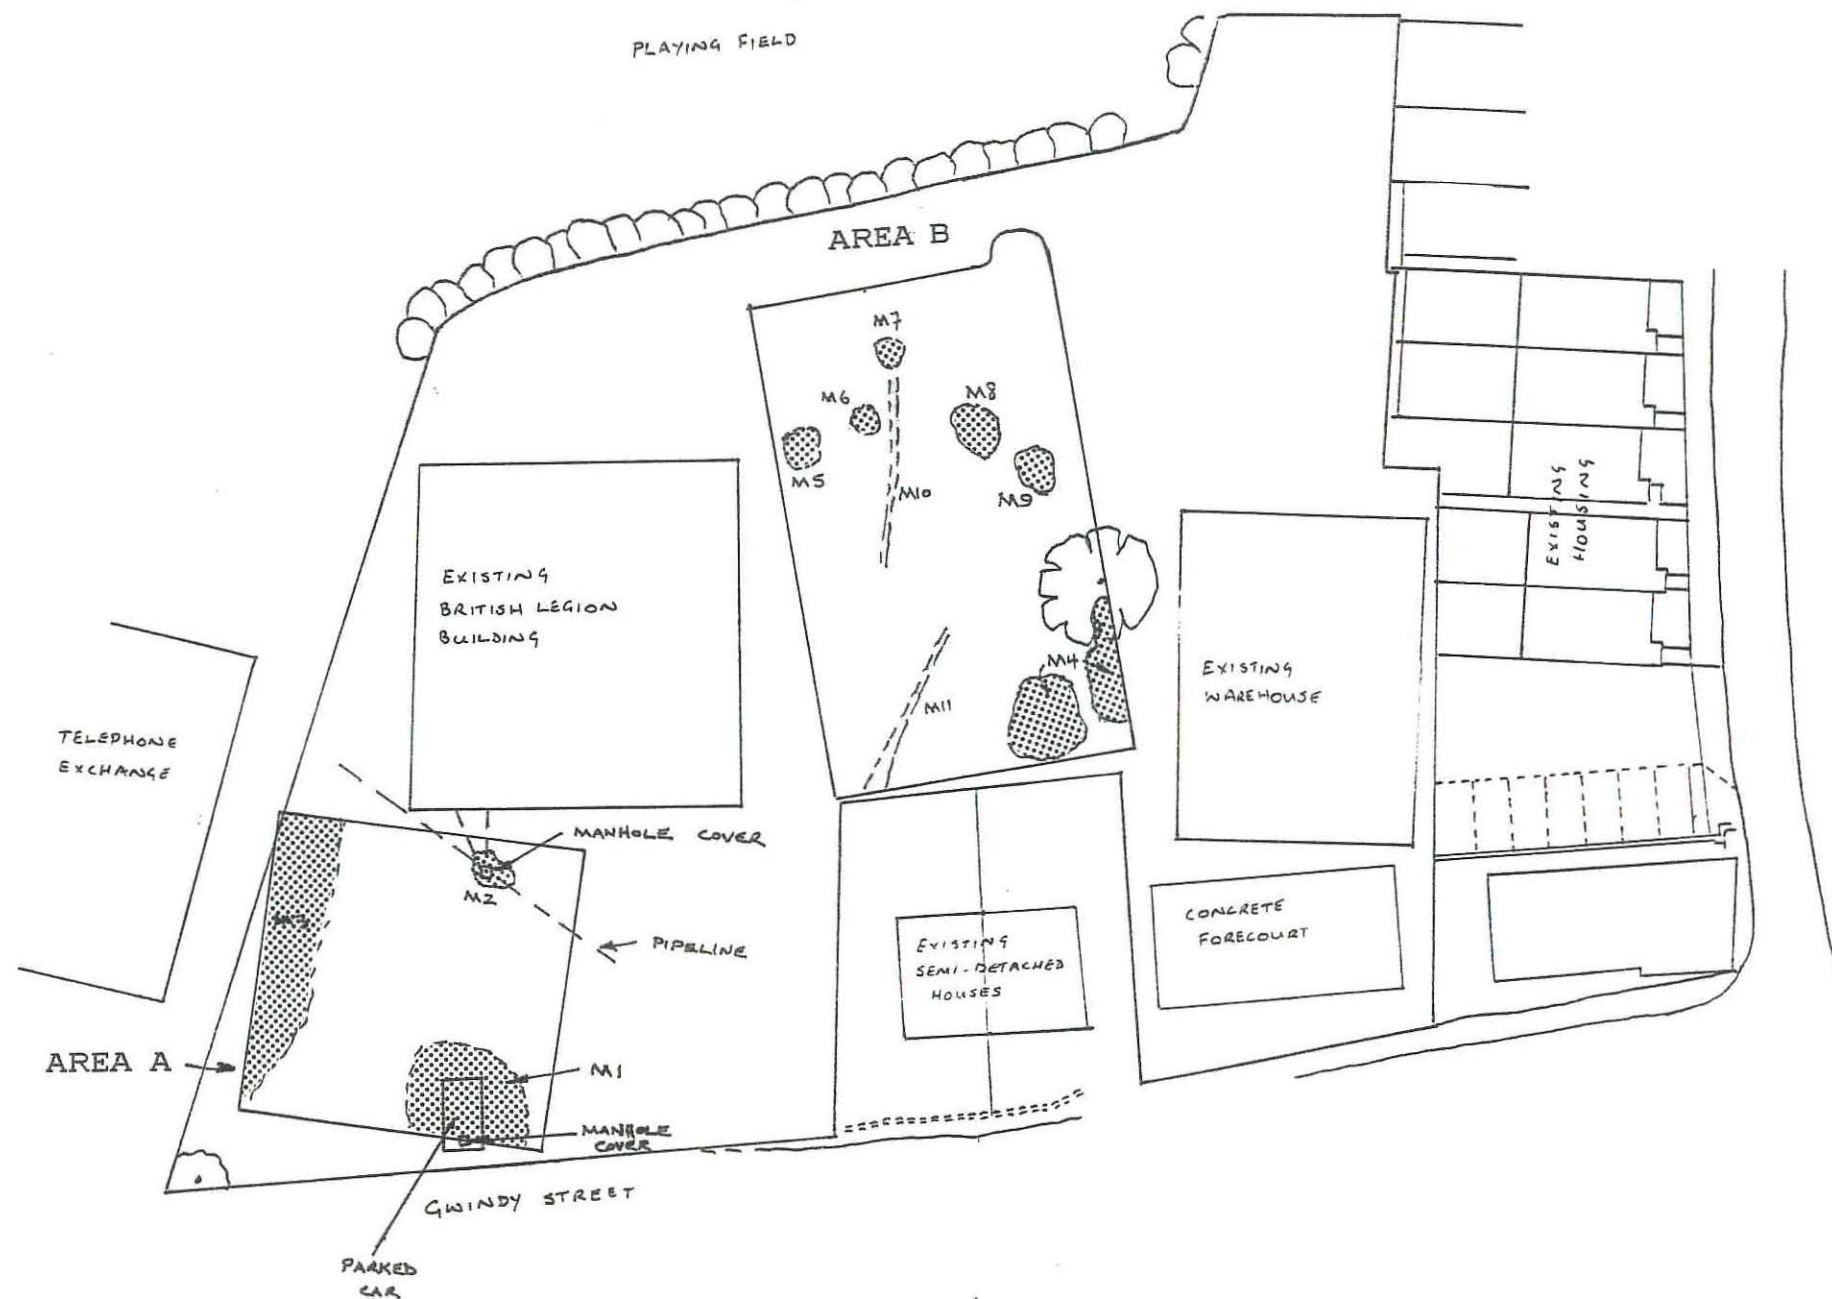 PLAYING FIELD
AREA B
M7
M6
M8
M5
M10
M9
EXISTING
HOUSING
EXISTING
BRITISH LEGION
BUILDING
M4
M11
EXISTING
WAREHOUSE
TELEPHONE
EXCHANGE
MANHOLE COVER
M2
PIPELINE
M3
CONCRETE
FORECOURT
EXISTING
SEMI-DETACHED
HOUSES
AREA A
M1
MANHOLE
COVER
GWINDY STREET
PARKED
CAR